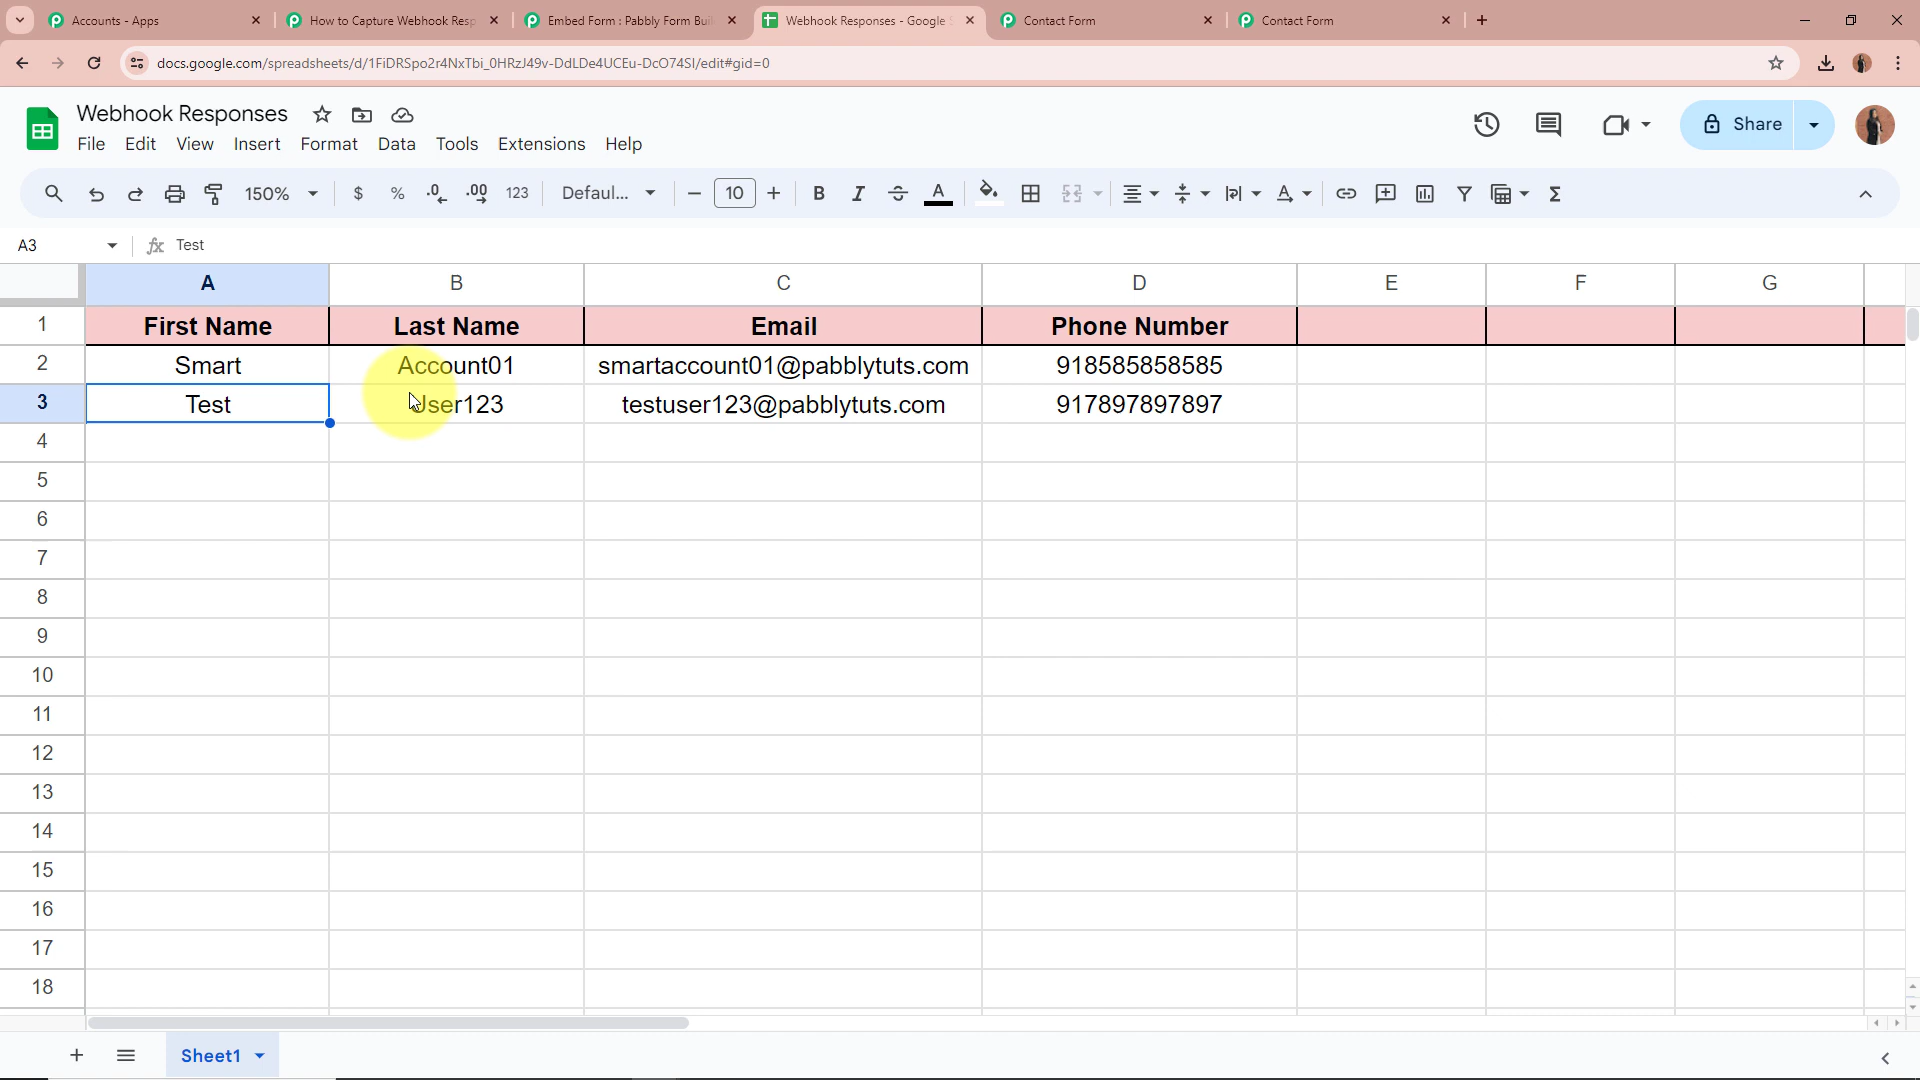 Accounts - Apps
How to Capture Webhook Resp
Embed Form : Pabbly Form Buil
Webhook Responses - Google S
Contact Form
Contact Form
docs.google.com/spreadsheets/d/1FiDRSpo2r4NxTbi_0HRzJ49v-DdLDe4UCEu-DcO74SI/edit#gid=0
Webhook Responses
File Edit View Insert Format Data Tools Extensions Help
Share
150% $ % .0 .00 123 Defaul... 10 B I S A
A3 fx Test
A B C D E F G
1 First Name Last Name Email Phone Number
2 Smart Account01 smartaccount01@pabblytuts.com 918585858585
3 Test User123 testuser123@pabblytuts.com 917897897897
4
5
6
7
8
9
10
11
12
13
14
15
16
17
18
Sheet1